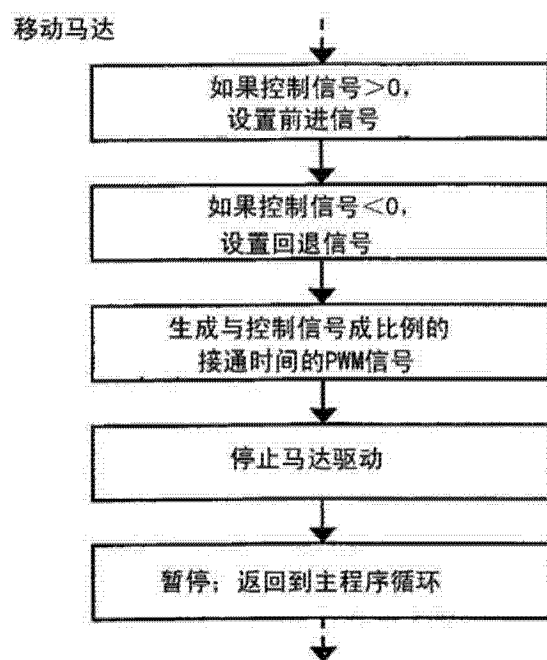 移动马达
如果控制信号>0,
设置前进信号
如果控制信号<0,
设置回退信号
生成与控制信号成比例的
接通时间的PWM信号
停止马达驱动
暂停；返回到主程序循环